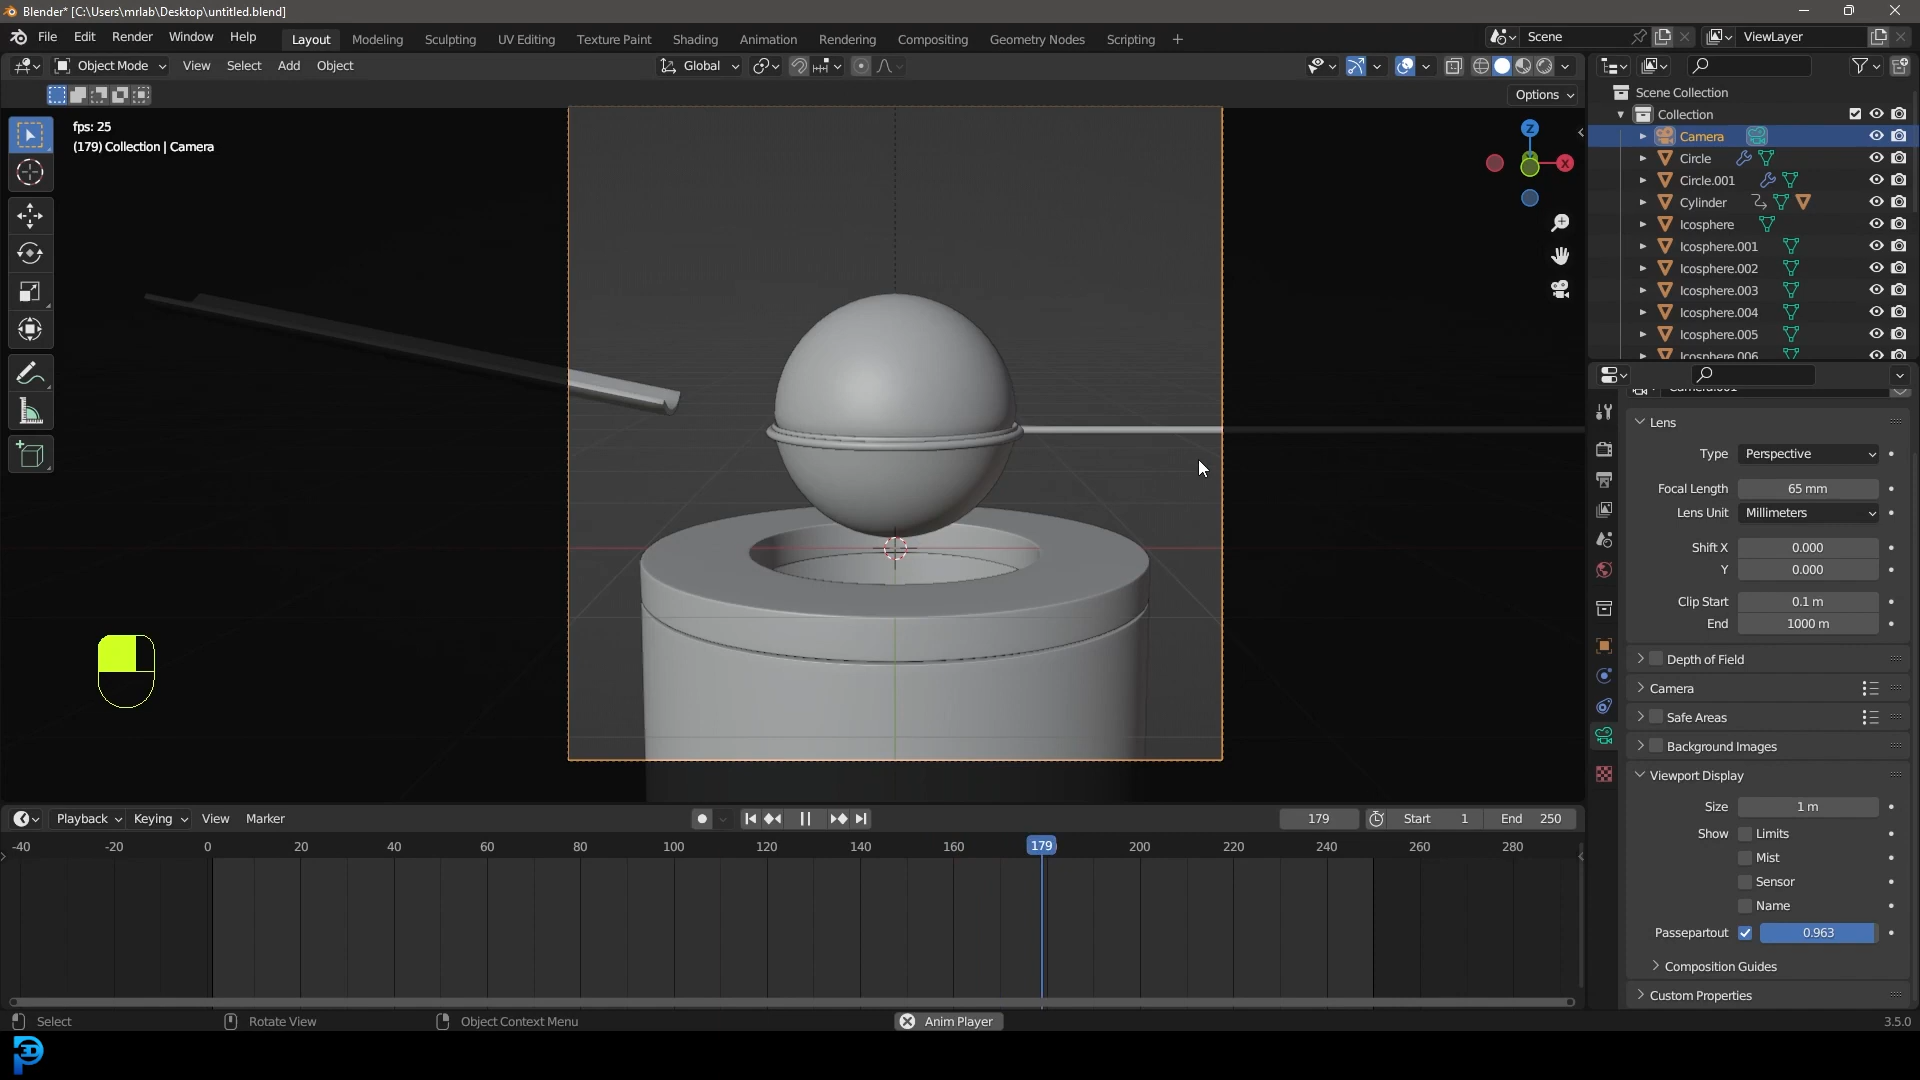 Blender* [C:\Users\mrlab\Desktop\untitled.blend]
File Edit Render Window Help
Layout Modeling Sculpting UV Editing Texture Paint Shading Animation Rendering Compositing Geometry Nodes Scripting +
Scene
ViewLayer
Object Mode View Select Add Object
Global
Options
fps: 25
(179) Collection | Camera
Z
X
Scene Collection
Collection
Camera
Circle
Circle.001
Cylinder
Icosphere
Icosphere.001
Icosphere.002
Icosphere.003
Icosphere.004
Icosphere.005
Icosphere.006
Lens
Type Perspective
Focal Length 65 mm
Lens Unit Millimeters
Shift X 0.000
Y 0.000
Clip Start 0.1 m
End 1000 m
Depth of Field
Camera
Safe Areas
Background Images
Viewport Display
Size 1 m
Show Limits
Mist
Sensor
Name
Passepartout 0.963
Composition Guides
Custom Properties
Playback Keying View Marker
179 Start 1 End 250
-40 -20 0 20 40 60 80 100 120 140 160 179 200 220 240 260 280
Select Rotate View Object Context Menu Anim Player 3.5.0